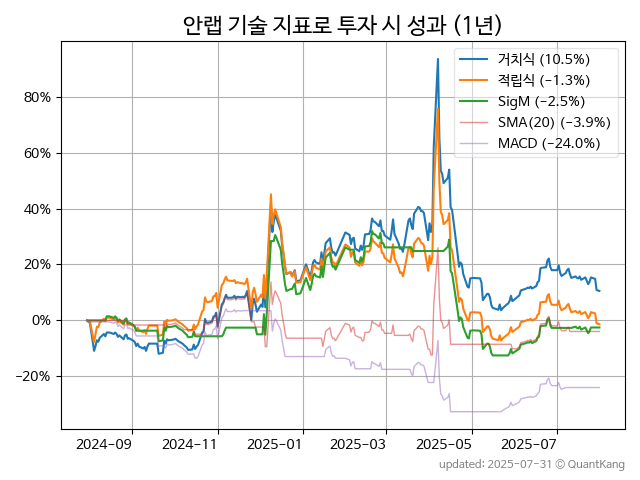 안랩 기술 지표로 투자 시 성과 (1년)
거치식 (10.5%)
적립식 (−1.3%)
SigM (−2.5%)
SMA(20) (−3.9%)
MACD (−24.0%)
80%
60%
40%
20%
0%
−20%
2024-09 2024-11 2025-01 2025-03 2025-05 2025-07
updated: 2025-07-31 © QuantKang